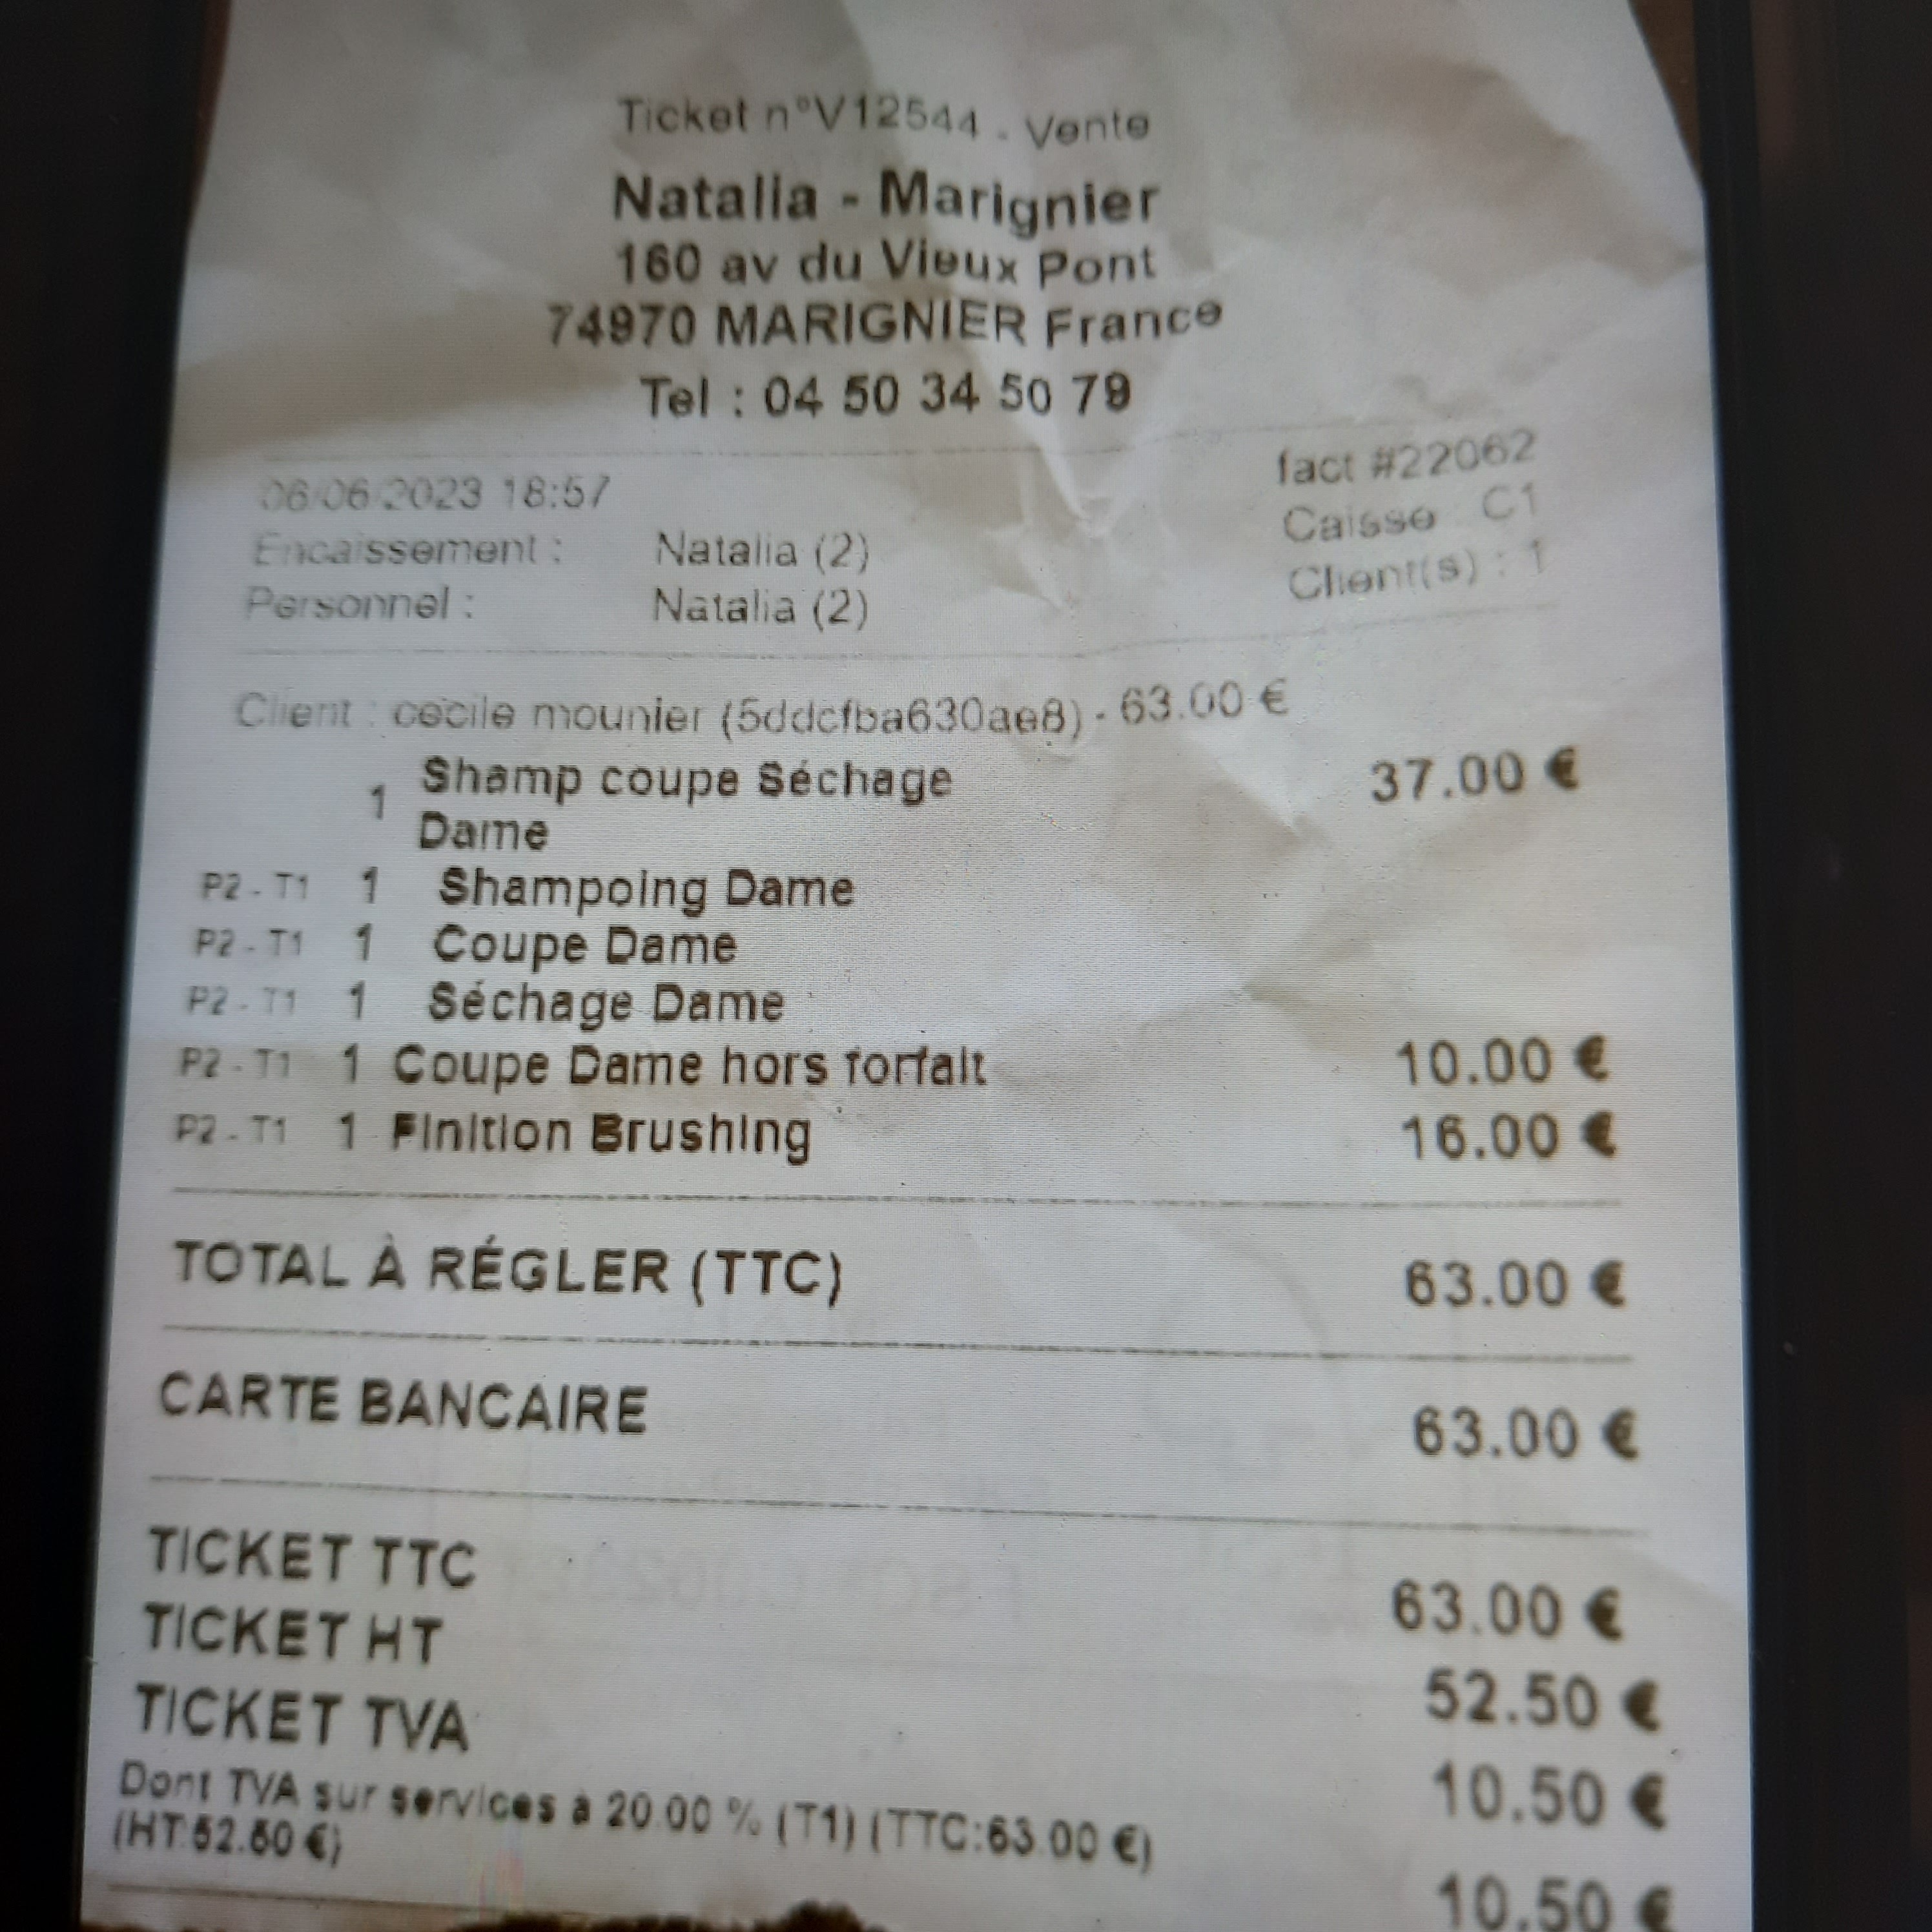 Ticket n°V12544 - Vente
Natalia - Marignier
160 av du Vieux Pont
74970 MARIGNIER France
Tel : 04 50 34 50 79
06/06/2023 18:57
fact #22062
Encaissement : Natalia (2)
Caisse C1
Personnel : Natalia (2)
Client(s) : 1
Client : cecile mounier (5ddcfba630ae8) - 63.00 €
1 Shamp coupe Séchage 37.00 €
Dame
P2 - T1 1 Shampoing Dame
P2 - T1 1 Coupe Dame
P2 - T1 1 Séchage Dame
P2 - T1 1 Coupe Dame hors forfait 10.00 €
P2 - T1 1 Finition Brushing 16.00 €
TOTAL À RÉGLER (TTC) 63.00 €
CARTE BANCAIRE 63.00 €
TICKET TTC 63.00 €
TICKET HT 52.50 €
TICKET TVA 10.50 €
Dont TVA sur services à 20.00 % (T1) (TTC:63.00 €)
(HT:52.50 €) 10.50 €